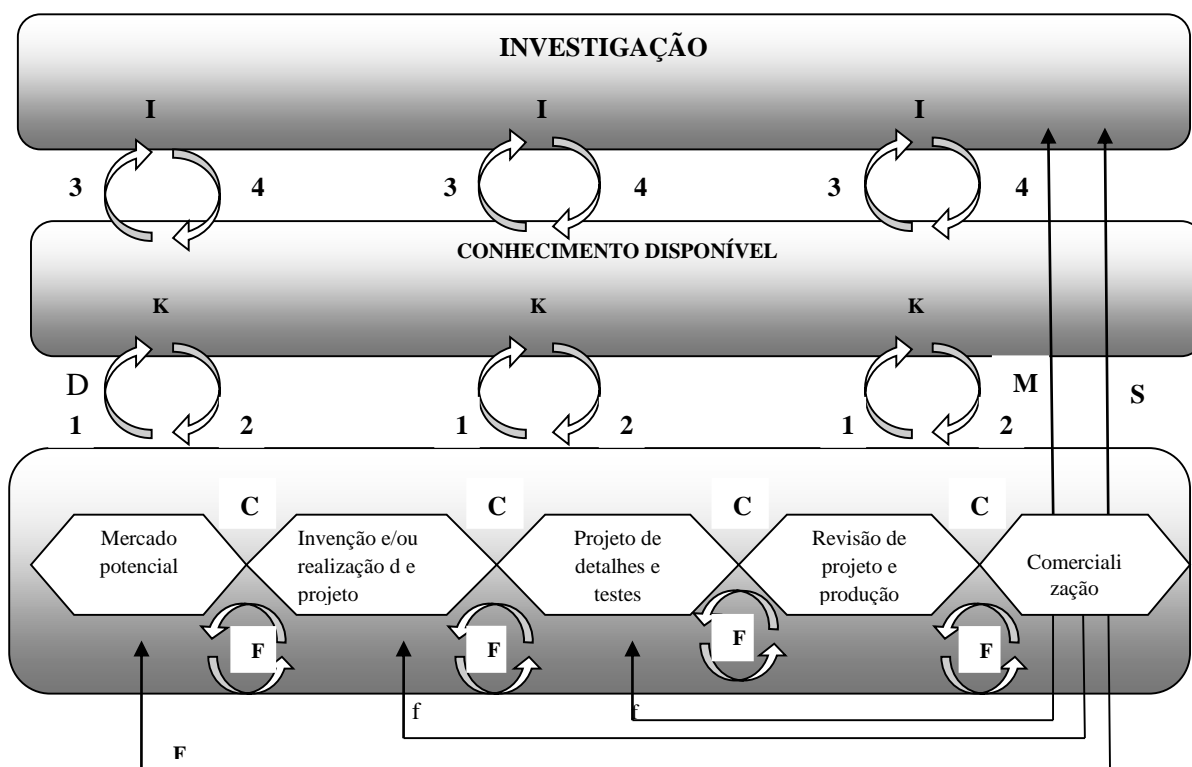 INVESTIGAÇÃO
I I I
3 4 3 4 3 4
CONHECIMENTO DISPONÍVEL
K K K
D M S
1 2 1 2 1 2
C C C C
Mercado
potencial
Invenção e/ou
realização d e
projeto
Projeto de
detalhes e
testes
Revisão de
projeto e
produção
Comerciali
zação
F F F F
f f
F